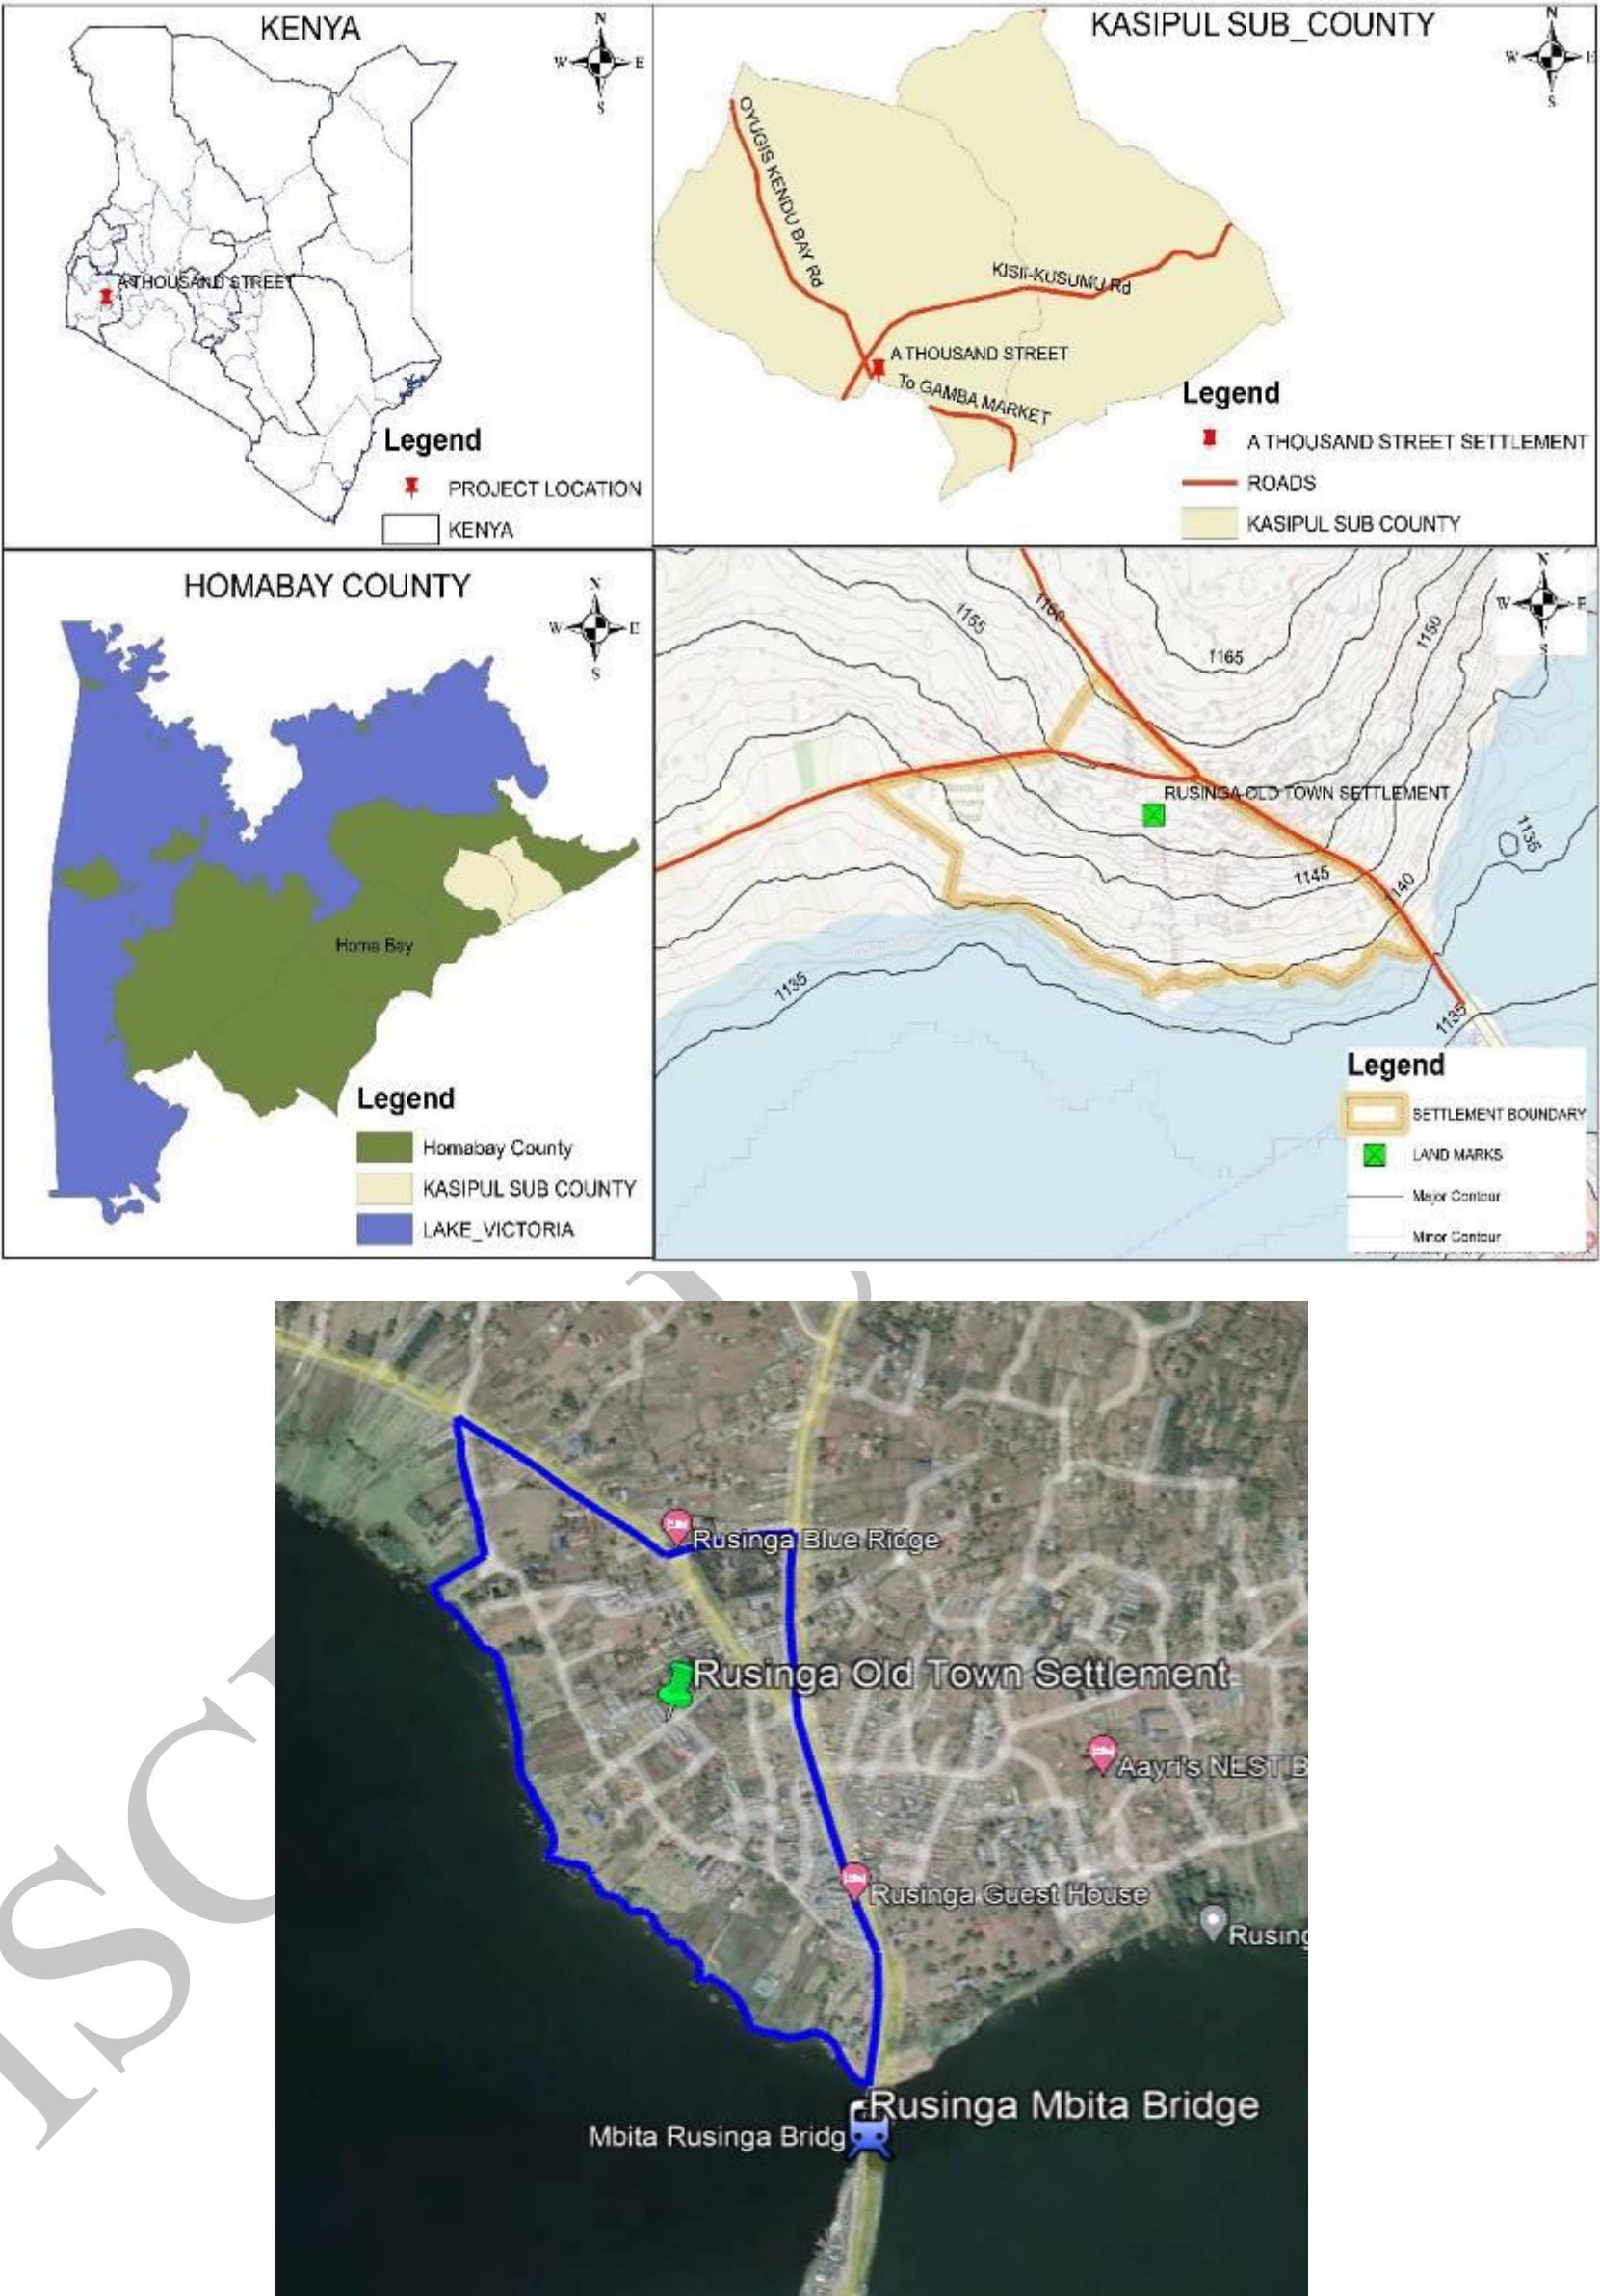 KENYA
N
W E
S
A THOUSAND STREET
Legend
PROJECT LOCATION
KENYA
KASIPUL SUB_COUNTY
N
W E
S
OYUGIS KENDU BAY Rd
KISII-KUSUMU Rd
A THOUSAND STREET
To GAMBA MARKET
Legend
A THOUSAND STREET SETTLEMENT
ROADS
KASIPUL SUB COUNTY
HOMABAY COUNTY
N
W E
S
Homa Bay
Legend
Homabay County
KASIPUL SUB COUNTY
LAKE_VICTORIA
N
W E
S
1155
1160
1165
1150
RUSINGA OLD TOWN SETTLEMENT
1135
1145
1140
1135
1135
Legend
SETTLEMENT BOUNDARY
LAND MARKS
Major Contour
Minor Contour
Rusinga Blue Ridge
Rusinga Old Town Settlement
Aayri's NEST B
Rusinga Guest House
Rusing
Rusinga Mbita Bridge
Mbita Rusinga Bridg